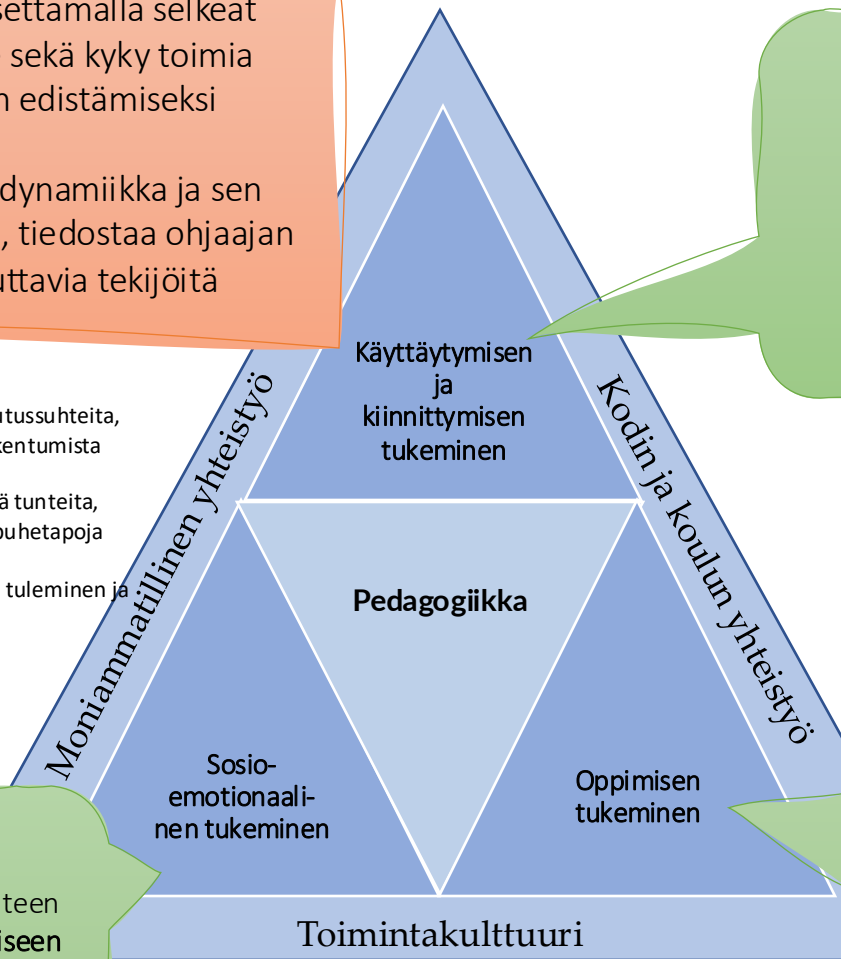 settamalla selkeat
sekä kyky toimia
n edistämiseksi
dynamiikka ja sen
, tiedostaa ohjaajan
uttavia tekijöitä
utussuhteita,
kentumista
ä tunteita,
puhetapoja
tuleminen ja
Käyttäytymisen
ja
kiinnittymisen
tukeminen
Moniammatillinen yhteistyö
Kodin ja koulun yhteistyö
Pedagogiikka
Sosio-
emotionaali-
nen tukeminen
Oppimisen
tukeminen
teen
iseen
Toimintakulttuuri